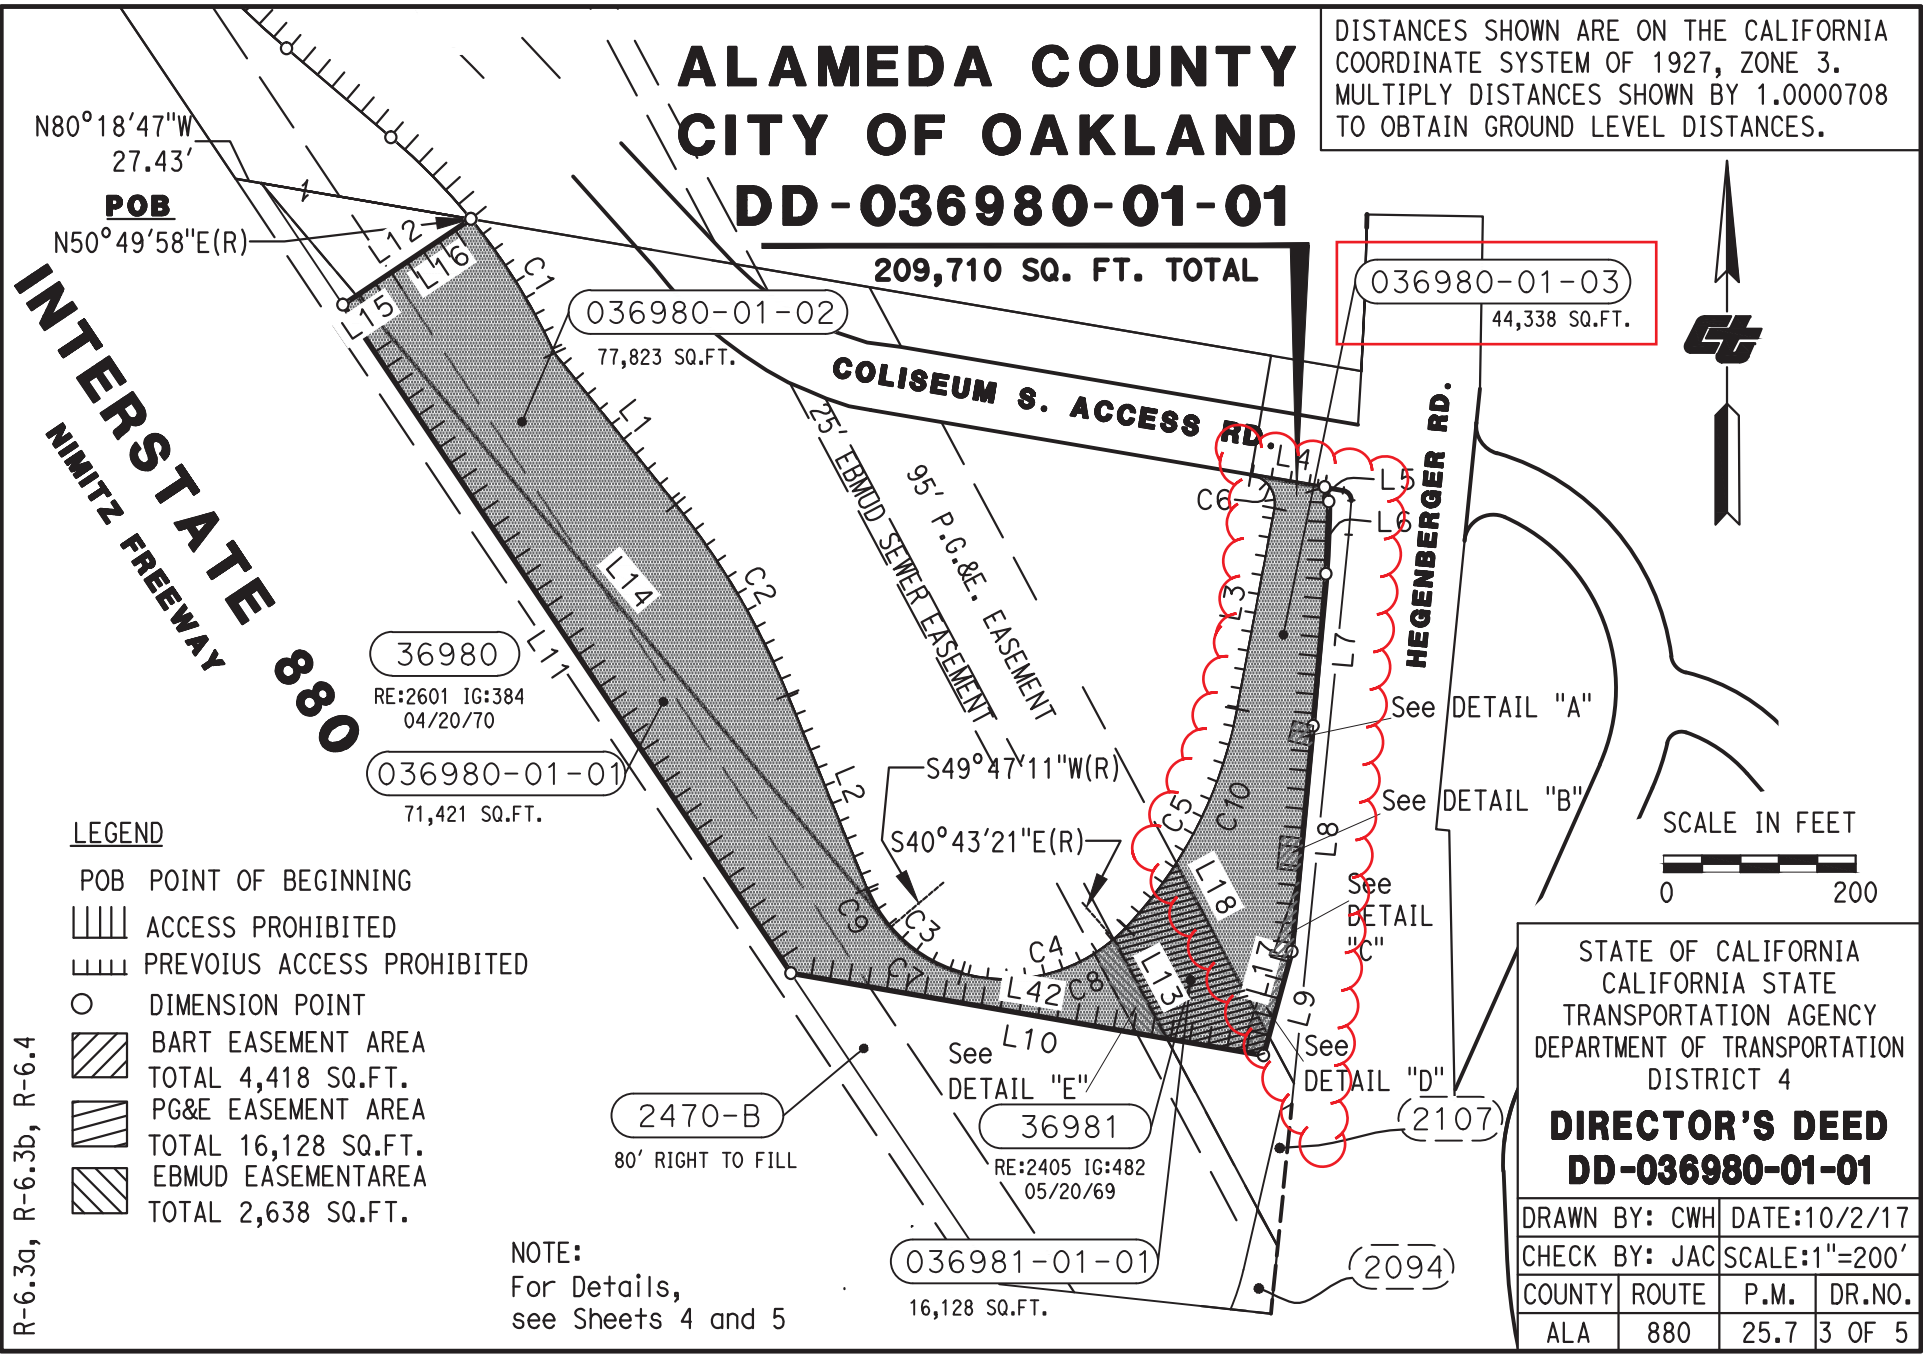 ALAMEDA COUNTY
CITY OF OAKLAND
DD-036980-01-01
209,710 SQ. FT. TOTAL
DISTANCES SHOWN ARE ON THE CALIFORNIA
COORDINATE SYSTEM OF 1927, ZONE 3.
MULTIPLY DISTANCES SHOWN BY 1.0000708
TO OBTAIN GROUND LEVEL DISTANCES.
N80°18'47"W
27.43'
POB
N50°49'58"E(R)
1
L12
L16
L15
C1
036980-01-02
77,823 SQ.FT.
036980-01-03
44,338 SQ.FT.
Ct
INTERSTATE 880
NIMITZ FREEWAY
COLISEUM S. ACCESS RD.
HEGENBERGER RD.
25' EBMUD SEWER EASEMENT
95' P.G.&E. EASEMENT
L1
L4
L5
C6
L6
L14
C2
L3
L7
L11
36980
RE:2601 IG:384
04/20/70
036980-01-01
71,421 SQ.FT.
See DETAIL "A"
S49°47'11"W(R)
L2
C5
C10
See DETAIL "B"
L8
S40°43'21"E(R)
L18
See
DETAIL
"C"
C9
C3
C4
C7
L42
C8
L13
L17
L9
L10
See
DETAIL "E"
See
DETAIL "D"
SCALE IN FEET
0 200
LEGEND
POB POINT OF BEGINNING
ACCESS PROHIBITED
PREVOIUS ACCESS PROHIBITED
DIMENSION POINT
BART EASEMENT AREA
TOTAL 4,418 SQ.FT.
PG&E EASEMENT AREA
TOTAL 16,128 SQ.FT.
EBMUD EASEMENTAREA
TOTAL 2,638 SQ.FT.
R-6.3a, R-6.3b, R-6.4
2470-B
80' RIGHT TO FILL
36981
RE:2405 IG:482
05/20/69
2107
036981-01-01
16,128 SQ.FT.
2094
NOTE:
For Details,
see Sheets 4 and 5
STATE OF CALIFORNIA
CALIFORNIA STATE
TRANSPORTATION AGENCY
DEPARTMENT OF TRANSPORTATION
DISTRICT 4
DIRECTOR'S DEED
DD-036980-01-01
DRAWN BY: CWH DATE:10/2/17
CHECK BY: JAC SCALE:1"=200'
COUNTY ROUTE P.M. DR.NO.
ALA 880 25.7 3 OF 5